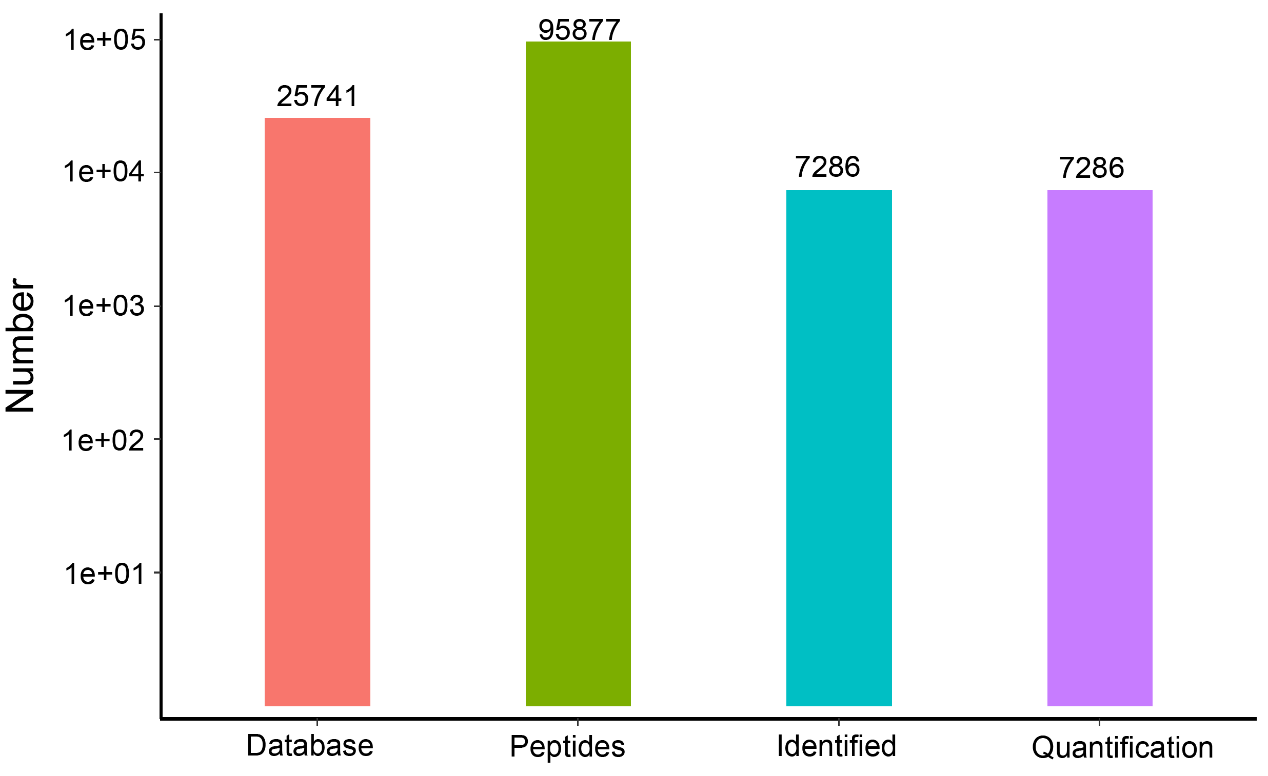 Number
1e+05
1e+04
1e+03
1e+02
1e+01
25741
95877
7286
7286
Database
Peptides
Identified
Quantification